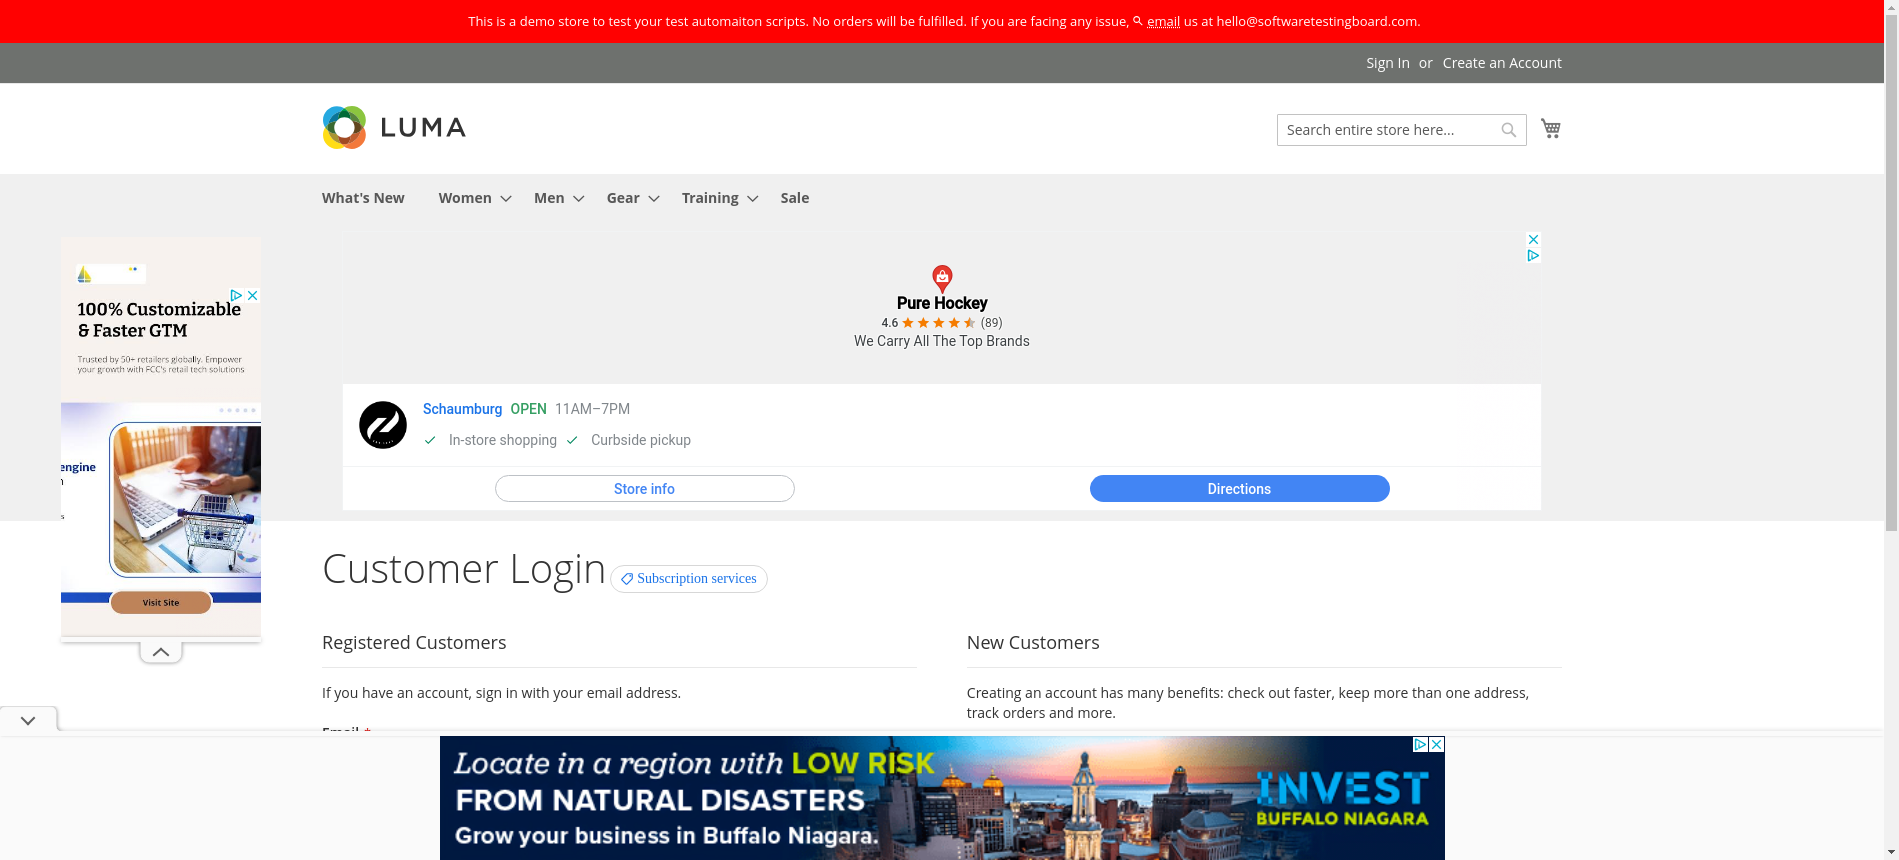 This is a demo store to test your test automaiton scripts. No orders will be fulfilled. If you are facing any issue, email us at hello@softwaretestingboard.com.
Sign In or Create an Account
LUMA
Search entire store here...
What's New Women Men Gear Training Sale
100% Customizable
& Faster GTM
Trusted by 50+ retailers globally. Empower
your growth with FCC's retail tech solutions
engine
Visit Site
Pure Hockey
4.6 (89)
We Carry All The Top Brands
Schaumburg OPEN 11AM–7PM
In-store shopping Curbside pickup
Store info Directions
Customer Login
Subscription services
Registered Customers
If you have an account, sign in with your email address.
Email *
New Customers
Creating an account has many benefits: check out faster, keep more than one address,
track orders and more.
Locate in a region with LOW RISK
FROM NATURAL DISASTERS
Grow your business in Buffalo Niagara.
INVEST
BUFFALO NIAGARA